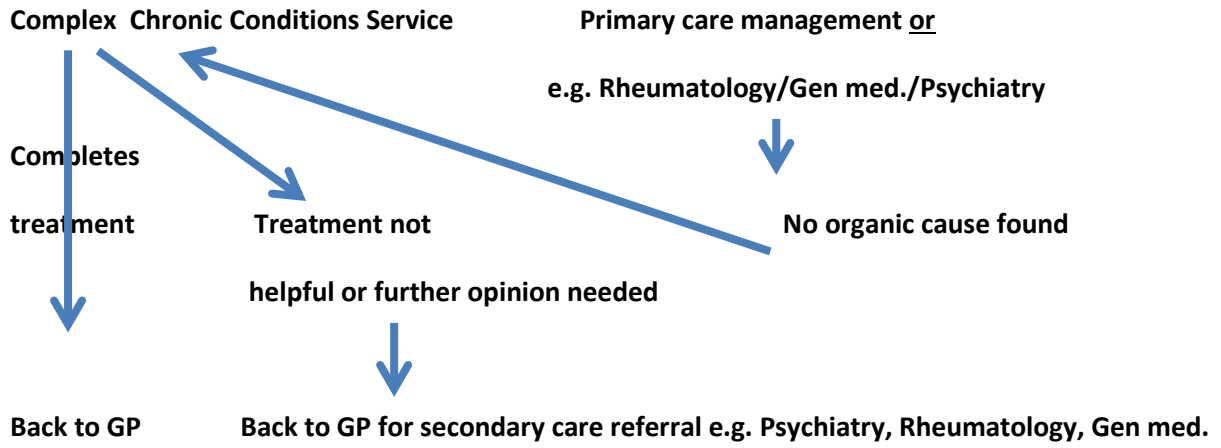 Complex Chronic Conditions Service Primary care management or
e.g. Rheumatology/Gen med./Psychiatry
Completes
treatment Treatment not No organic cause found
helpful or further opinion needed
Back to GP Back to GP for secondary care referral e.g. Psychiatry, Rheumatology, Gen med.